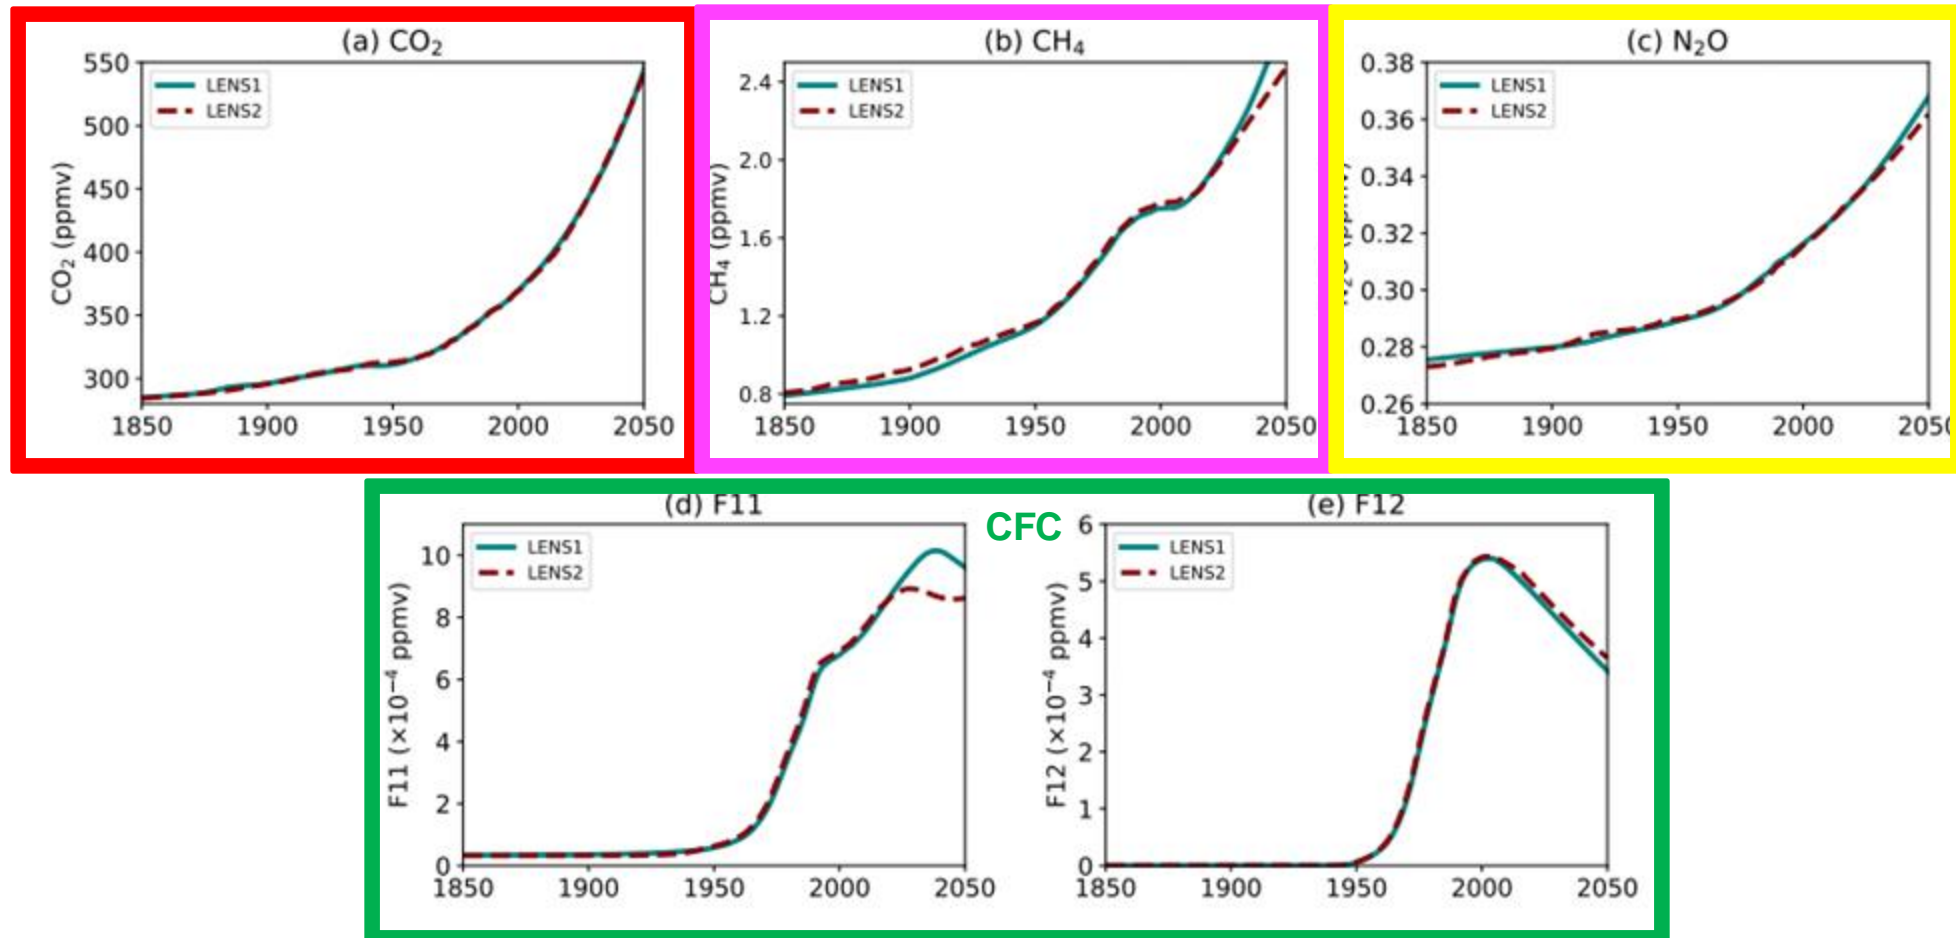 (a) CO₂
550
500
450
400
350
300
CO₂ (ppmv)
LENS1
LENS2
1850 1900 1950 2000 2050
(b) CH₄
2.4
2.0
1.6
1.2
0.8
CH₄ (ppmv)
LENS1
LENS2
1850 1900 1950 2000 2050
(c) N₂O
0.38
0.36
0.34
0.32
0.30
0.28
0.26
LENS1
LENS2
1850 1900 1950 2000 2050
CFC
(d) F11
10
8
6
4
2
0
F11 (×10⁻⁴ ppmv)
LENS1
LENS2
1850 1900 1950 2000 2050
(e) F12
6
5
4
3
2
1
0
F12 (×10⁻⁴ ppmv)
LENS1
LENS2
1850 1900 1950 2000 2050